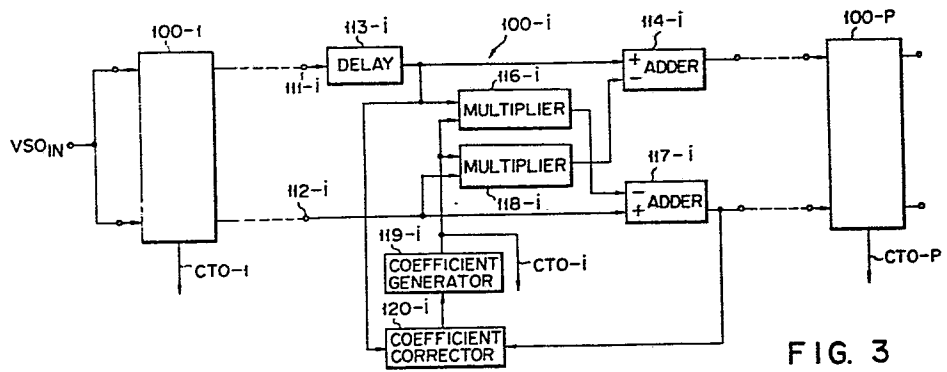 100-1
113-i
100-i
114-i
100-P
DELAY
111-i
116-i
+ ADDER
−
MULTIPLIER
VSOIN
117-i
MULTIPLIER
− ADDER
+
112-i
118-i
119-i
COEFFICIENT
GENERATOR
CTO-1
CTO-i
CTO-P
120-i
COEFFICIENT
CORRECTOR
FIG. 3